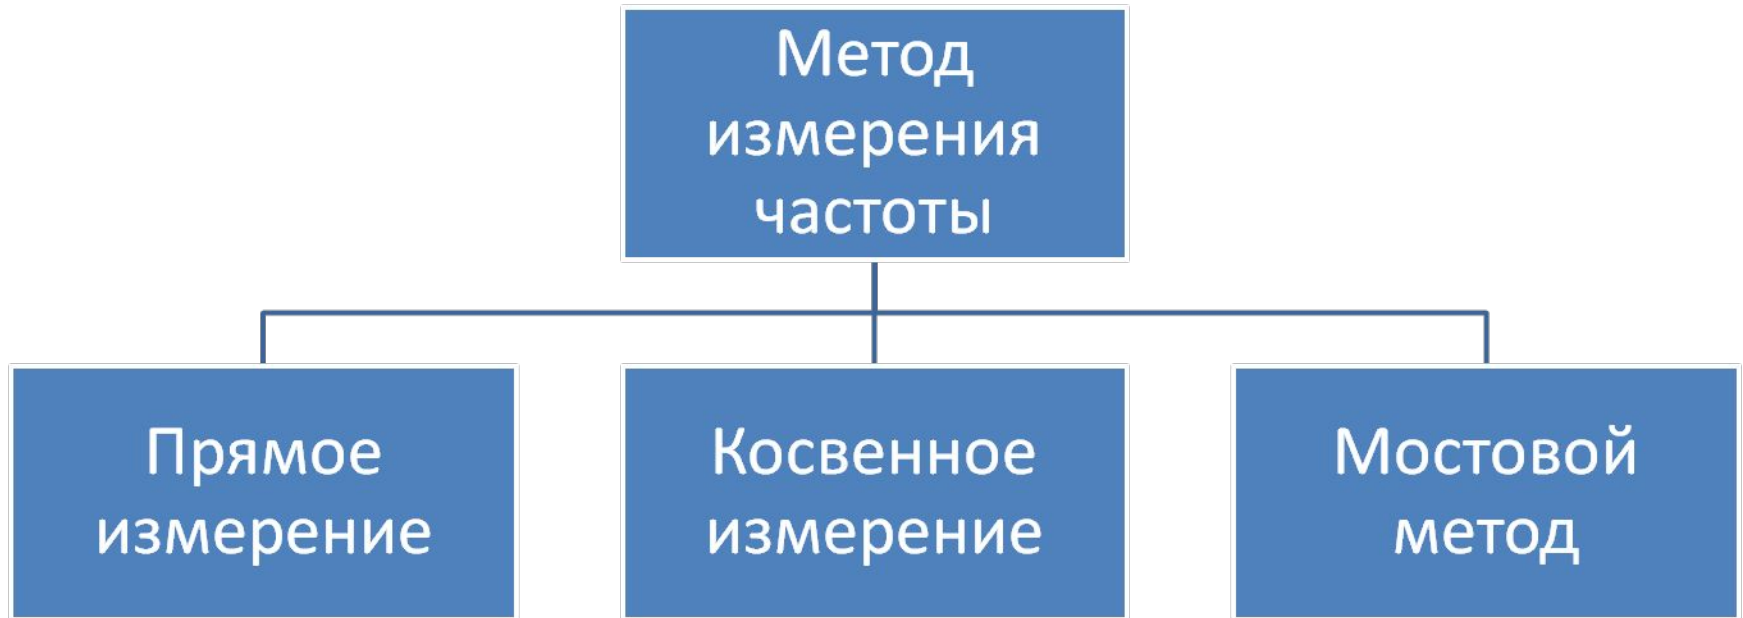 Метод
измерения
частоты
Прямое
измерение
Косвенное
измерение
Мостовой
метод